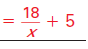 = 18/x + 5